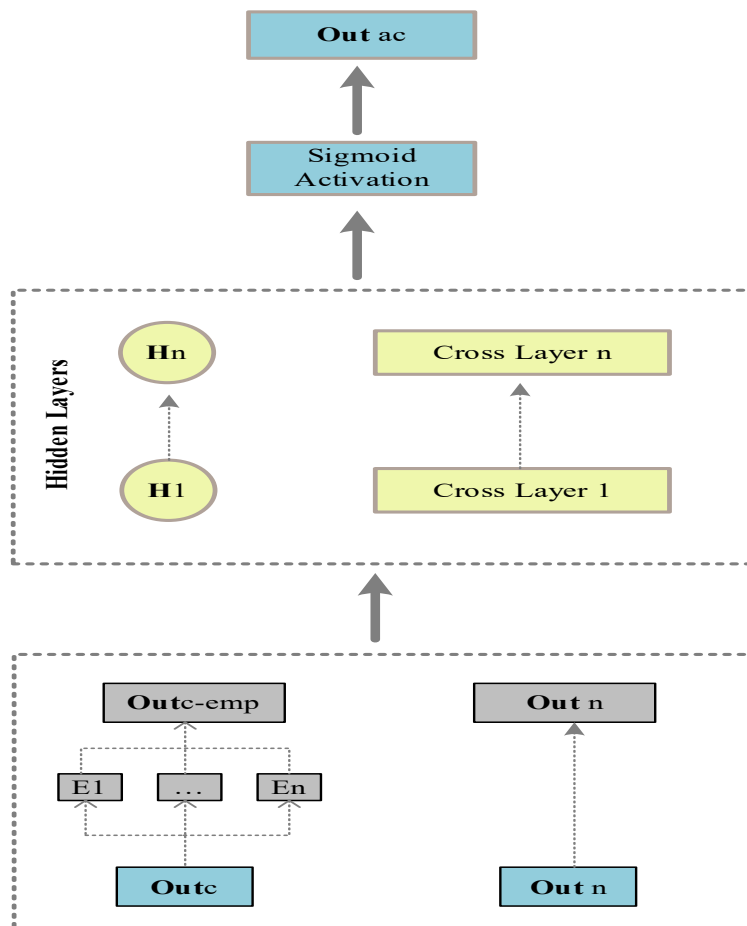 Out ac
Sigmoid
Activation
Hidden Layers
Hn
Cross Layer n
H1
Cross Layer 1
Outc-emp
Out n
E1
...
En
Outc
Out n